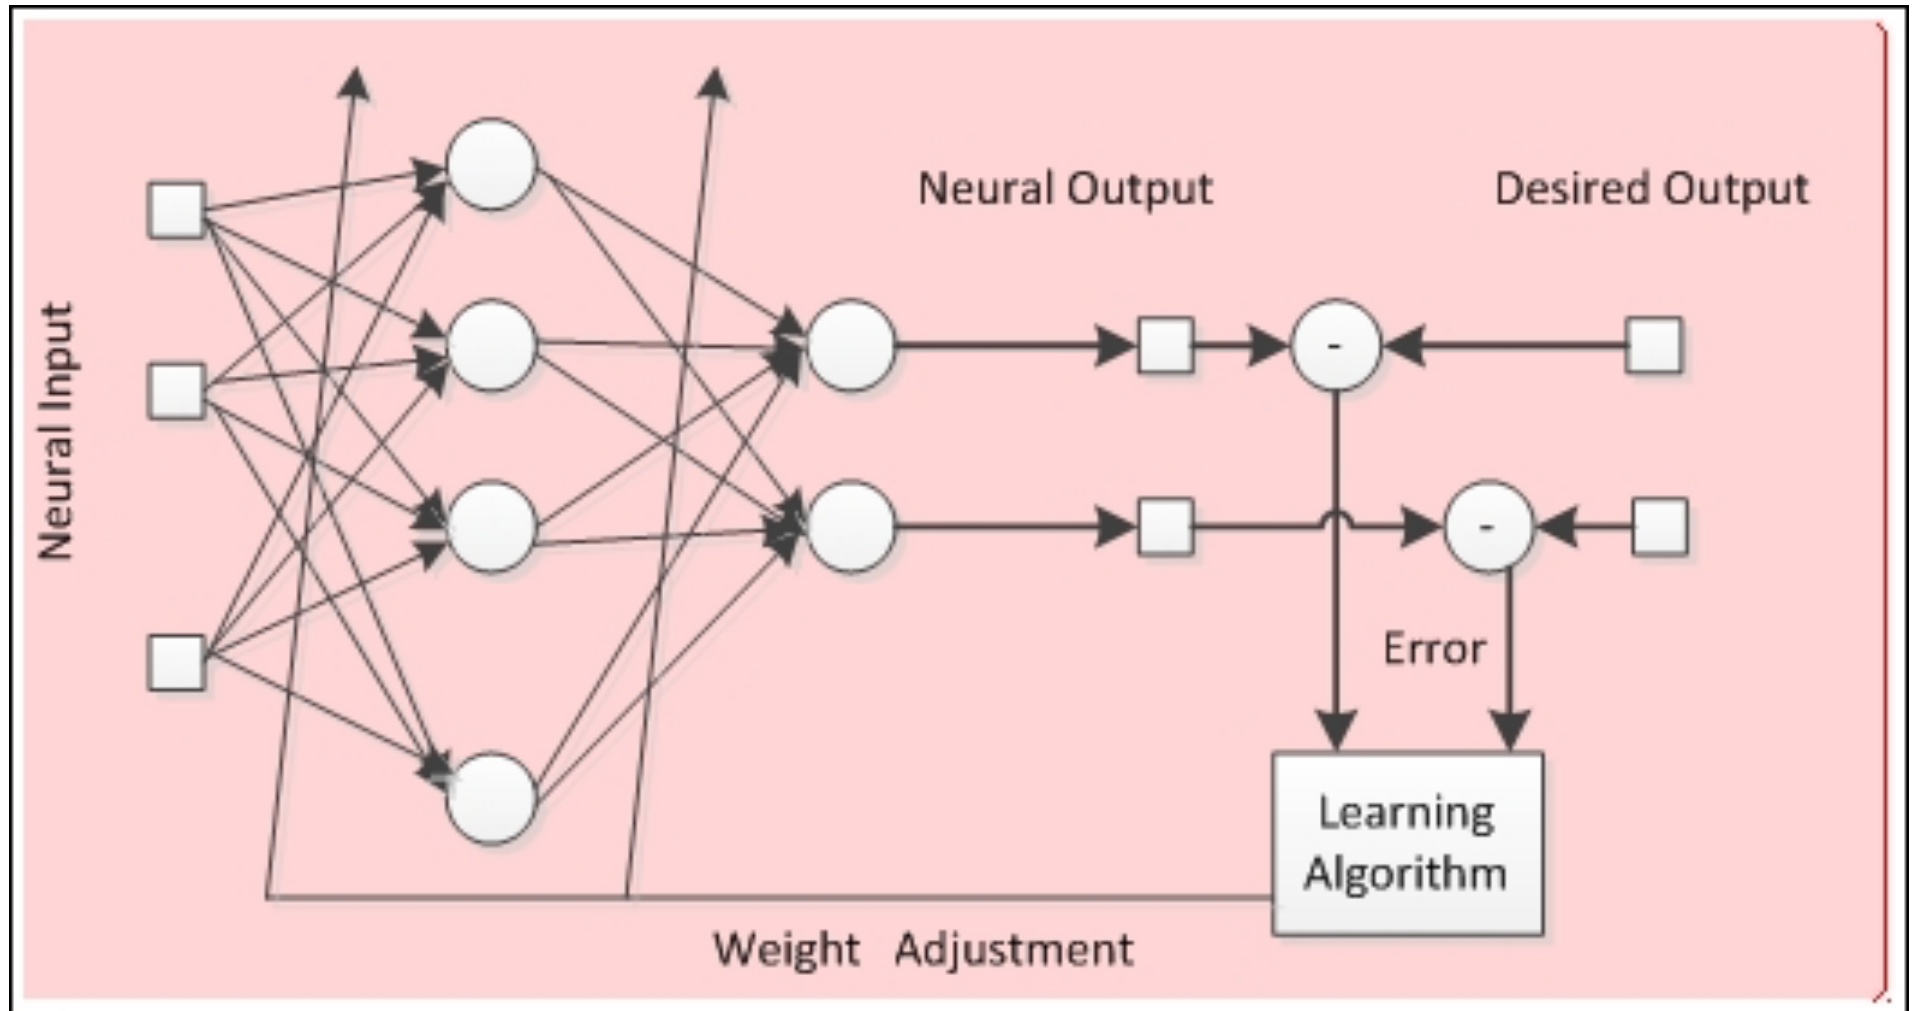 Neural Output
Desired Output
Neural Input
-
-
Error
Learning
Algorithm
Weight Adjustment